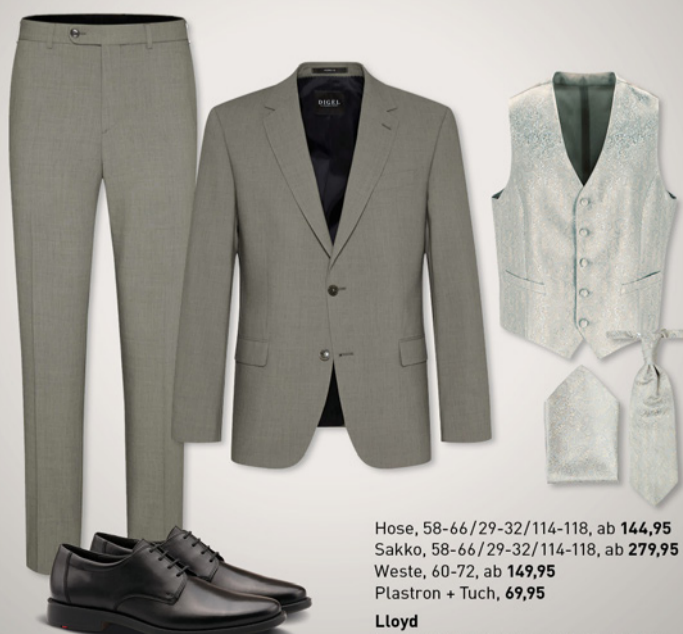 DIGEL
Hose, 58-66/29-32/114-118, ab 144,95
Sakko, 58-66/29-32/114-118, ab 279,95
Weste, 60-72, ab 149,95
Plastron + Tuch, 69,95
Lloyd